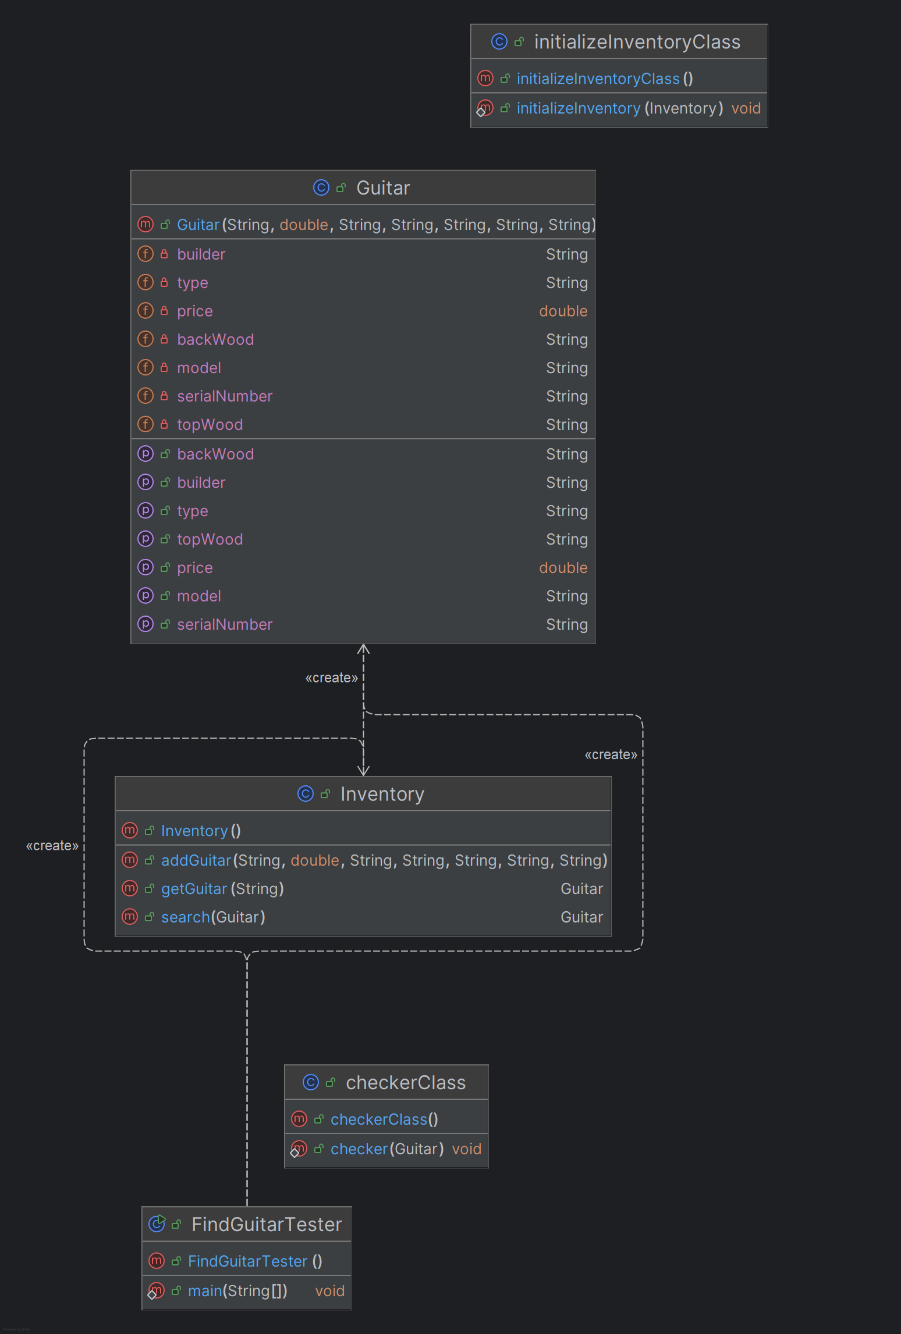 initializeInventoryClass
initializeInventoryClass()
initializeInventory(Inventory) void
Guitar
Guitar(String, double, String, String, String, String, String)
builder String
type String
price double
backWood String
model String
serialNumber String
topWood String
backWood String
builder String
type String
topWood String
price double
model String
serialNumber String
«create»
«create»
Inventory
Inventory()
«create»
addGuitar(String, double, String, String, String, String, String)
getGuitar(String) Guitar
search(Guitar) Guitar
checkerClass
checkerClass()
checker(Guitar) void
FindGuitarTester
FindGuitarTester()
main(String[]) void